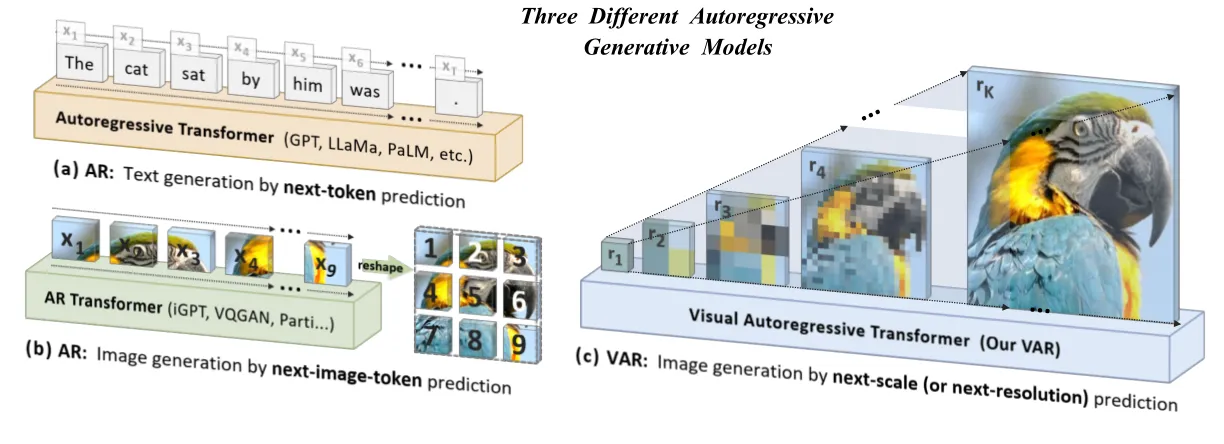 Three Different Autoregressive
Generative Models
x1 x2 x3 x4 x5 x6 ... xT
The cat sat by him was ... .
...
Autoregressive Transformer (GPT, LLaMa, PaLM, etc.)
(a) AR: Text generation by next-token prediction
...
x1 x2 x3 x4 x9
...
reshape
1 2 3
4 5 6
7 8 9
AR Transformer (iGPT, VQGAN, Parti...)
(b) AR: Image generation by next-image-token prediction
...
r1 r2 r3 r4 ... rK
...
Visual Autoregressive Transformer (Our VAR)
(c) VAR: Image generation by next-scale (or next-resolution) prediction